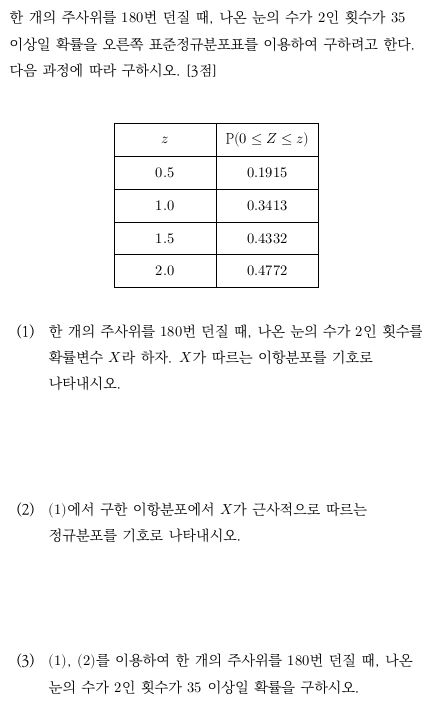 한 개의 주사위를 180번 던질 때, 나온 눈의 수가 2인 횟수가 35
이상일 확률을 오른쪽 표준정규분포표를 이용하여 구하려고 한다.
다음 과정에 따라 구하시오. [3점]
z P(0 ≤ Z ≤ z)
0.5 0.1915
1.0 0.3413
1.5 0.4332
2.0 0.4772
(1) 한 개의 주사위를 180번 던질 때, 나온 눈의 수가 2인 횟수를
확률변수 X라 하자. X가 따르는 이항분포를 기호로
나타내시오.
(2) (1)에서 구한 이항분포에서 X가 근사적으로 따르는
정규분포를 기호로 나타내시오.
(3) (1), (2)를 이용하여 한 개의 주사위를 180번 던질 때, 나온
눈의 수가 2인 횟수가 35 이상일 확률을 구하시오.